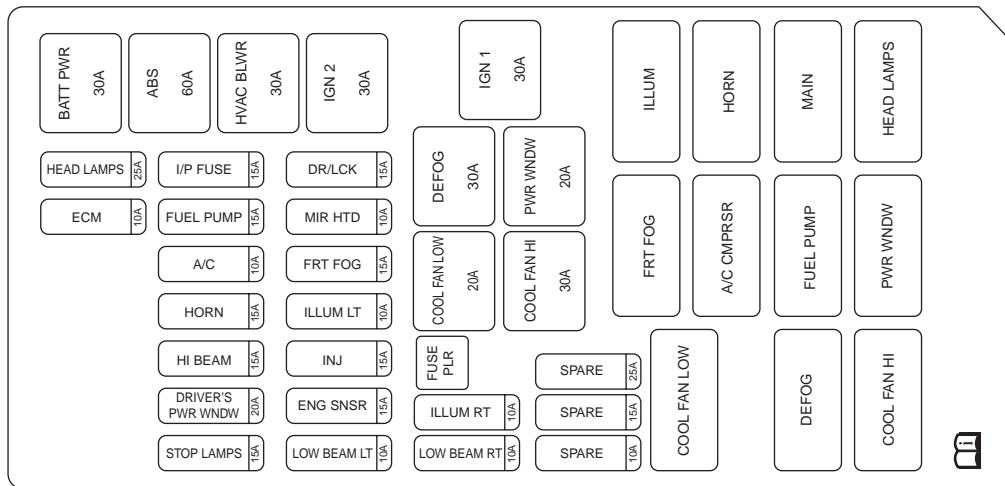 BATT PWR
30A
ABS
60A
HVAC BLWR
30A
IGN 2
30A
IGN 1
30A
ILLUM
HORN
MAIN
HEAD LAMPS
HEAD LAMPS 25A
I/P FUSE 15A
DR/LCK 15A
DEFOG
30A
PWR WNDW
20A
ECM 10A
FUEL PUMP 15A
MIR HTD 10A
FRT FOG
A/C CMPRSR
FUEL PUMP
PWR WNDW
A/C 10A
FRT FOG 15A
COOL FAN LOW
20A
COOL FAN HI
30A
HORN 15A
ILLUM LT 10A
HI BEAM 15A
INJ 15A
FUSE
PLR
SPARE 25A
COOL FAN LOW
DEFOG
COOL FAN HI
DRIVER'S
PWR WNDW 20A
ENG SNSR 15A
ILLUM RT 10A
SPARE 15A
STOP LAMPS 15A
LOW BEAM LT 10A
LOW BEAM RT 10A
SPARE 10A
i